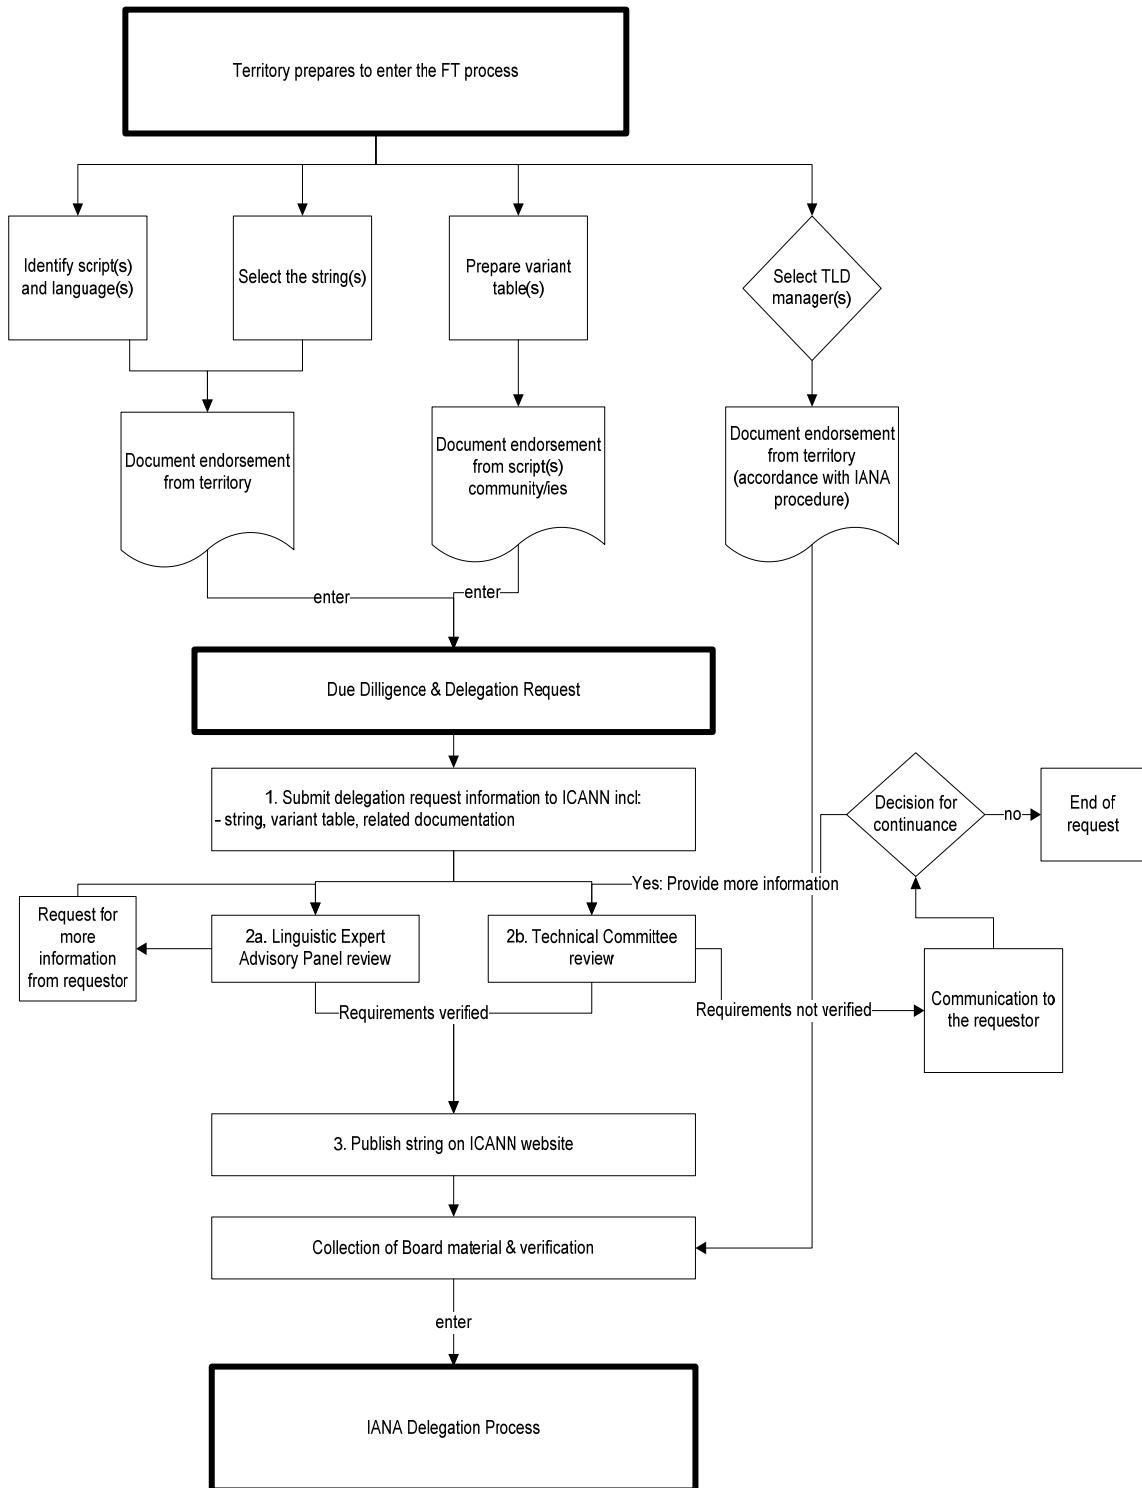 Territory prepares to enter the FT process
Identify script(s)
and language(s)
Select the string(s)
Prepare variant
table(s)
Select TLD
manager(s)
Document endorsement
from territory
Document endorsement
from script(s)
community/ies
Document endorsement
from territory
(accordance with IANA
procedure)
enter
enter
Due Dilligence & Delegation Request
1. Submit delegation request information to ICANN incl:
- string, variant table, related documentation
Decision for
continuance
no
End of
request
Yes: Provide more information
Request for
more
information
from requestor
2a. Linguistic Expert
Advisory Panel review
2b. Technical Committee
review
Requirements verified
Requirements not verified
Communication to
the requestor
3. Publish string on ICANN website
Collection of Board material & verification
enter
IANA Delegation Process